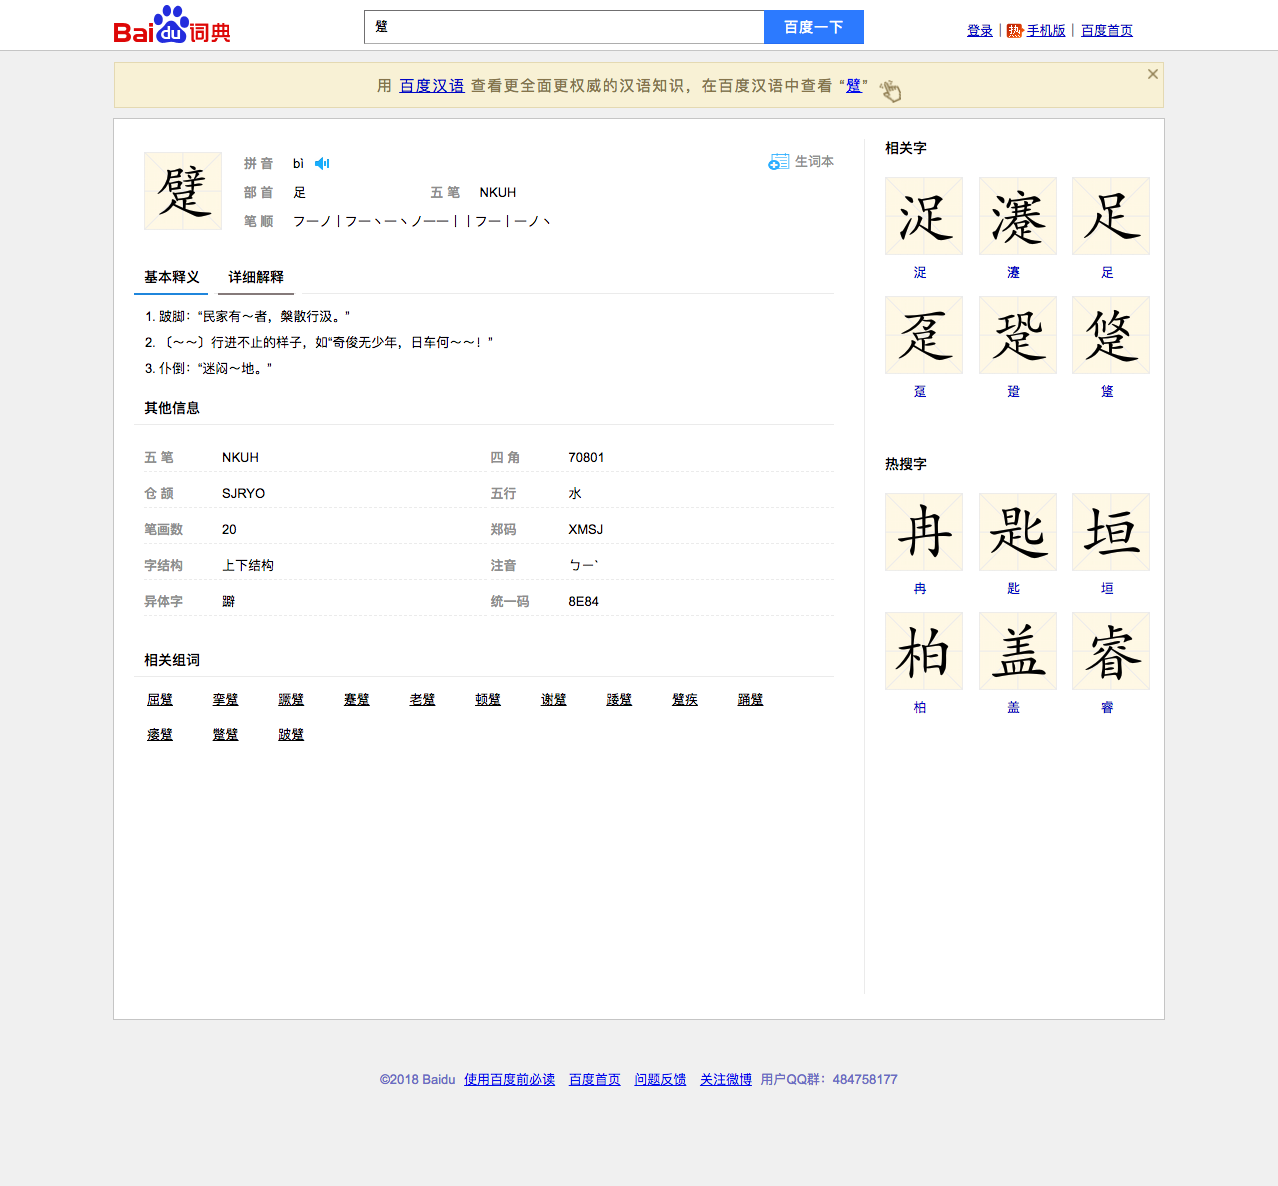 Bai du 词典
躄
百度一下
登录 | 热 手机版 | 百度首页
用 百度汉语 查看更全面更权威的汉语知识，在百度汉语中查看 “躄”
躄
拼 音 bì
生词本
部 首 足 五 笔 NKUH
笔 顺 フ一ノ丨フ一丶一丶ノ一一丨丨フ一丨一ノ丶
基本释义 详细解释
1. 跛脚：“民家有～者，槃散行汲。”
2. 〔～～〕行进不止的样子，如“奇俊无少年，日车何～～！”
3. 仆倒：“迷闷～地。”
其他信息
五 笔 NKUH 四 角 70801
仓 颉 SJRYO 五行 水
笔画数 20 郑码 XMSJ
字结构 上下结构 注音 ㄅㄧˋ
异体字 躃 统一码 8E84
相关组词
屈躄 挛躄 蹶躄 蹇躄 老躄 顿躄 谢躄 踒躄 躄疾 踊躄
痿躄 蹩躄 跛躄
相关字
浞 瀽 足
浞 瀽 足
趸 跫
趸 跫
热搜字
冉 匙 垣
冉 匙 垣
柏 盖 睿
柏 盖 睿
©2018 Baidu 使用百度前必读 百度首页 问题反馈 关注微博 用户QQ群：484758177